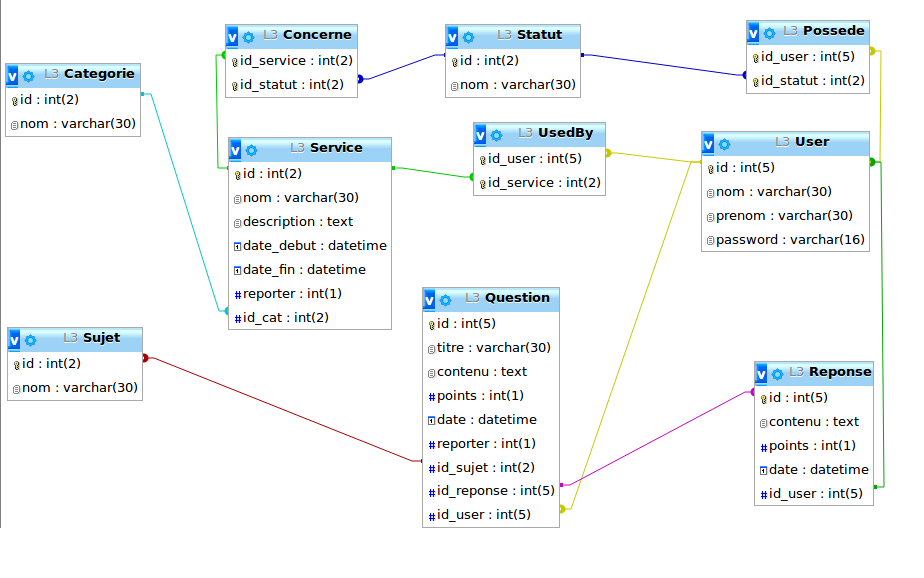 L3 Concerne
id_service : int(2)
id_statut : int(2)
L3 Statut
id : int(2)
nom : varchar(30)
L3 Possede
id_user : int(5)
id_statut : int(2)
L3 Categorie
id : int(2)
nom : varchar(30)
L3 Service
id : int(2)
nom : varchar(30)
description : text
date_debut : datetime
date_fin : datetime
reporter : int(1)
id_cat : int(2)
L3 UsedBy
id_user : int(5)
id_service : int(2)
L3 User
id : int(5)
nom : varchar(30)
prenom : varchar(30)
password : varchar(16)
L3 Sujet
id : int(2)
nom : varchar(30)
L3 Question
id : int(5)
titre : varchar(30)
contenu : text
points : int(1)
date : datetime
reporter : int(1)
id_sujet : int(2)
id_reponse : int(5)
id_user : int(5)
L3 Reponse
id : int(5)
contenu : text
points : int(1)
date : datetime
id_user : int(5)